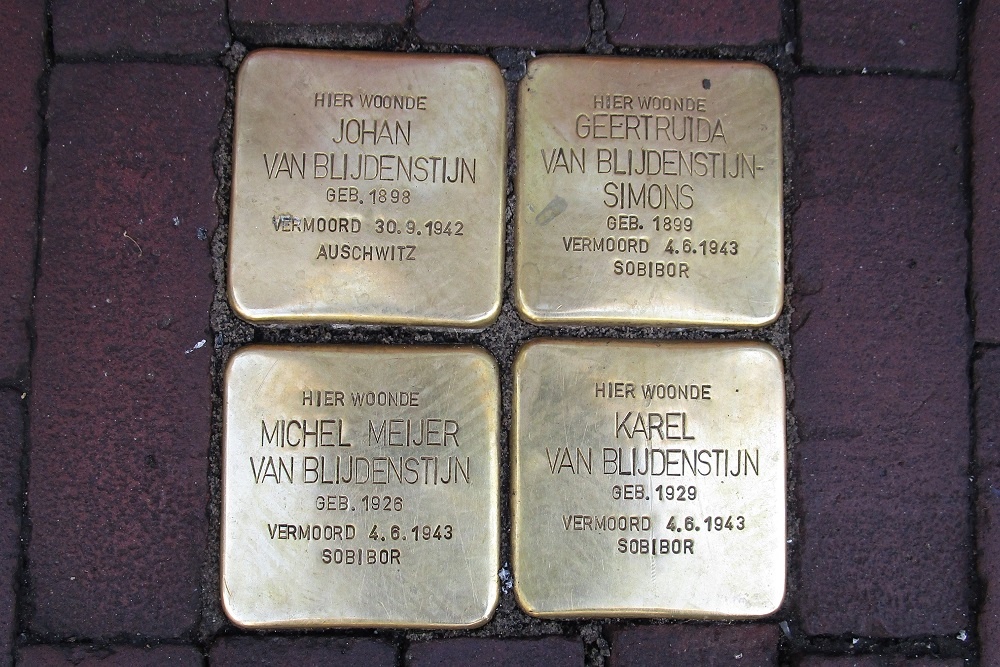 HIER WOONDE
JOHAN
VAN BLIJDENSTIJN
GEB. 1898
VERMOORD 30.9.1942
AUSCHWITZ
HIER WOONDE
GEERTRUIDA
VAN BLIJDENSTIJN-
SIMONS
GEB. 1899
VERMOORD 4.6.1943
SOBIBOR
HIER WOONDE
MICHEL MEIJER
VAN BLIJDENSTIJN
GEB. 1926
VERMOORD 4.6.1943
SOBIBOR
HIER WOONDE
KAREL
VAN BLIJDENSTIJN
GEB. 1929
VERMOORD 4.6.1943
SOBIBOR